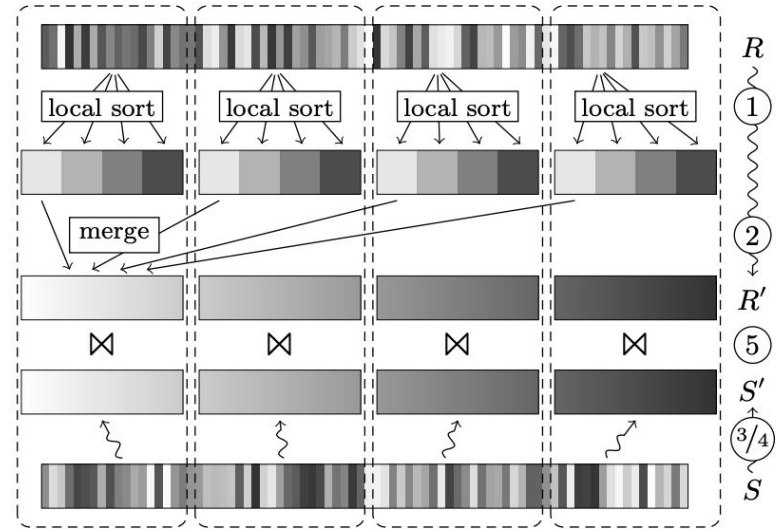 R
local sort local sort local sort local sort
1
merge
2
R′
⋈ ⋈ ⋈ ⋈
5
S′
3/4
S